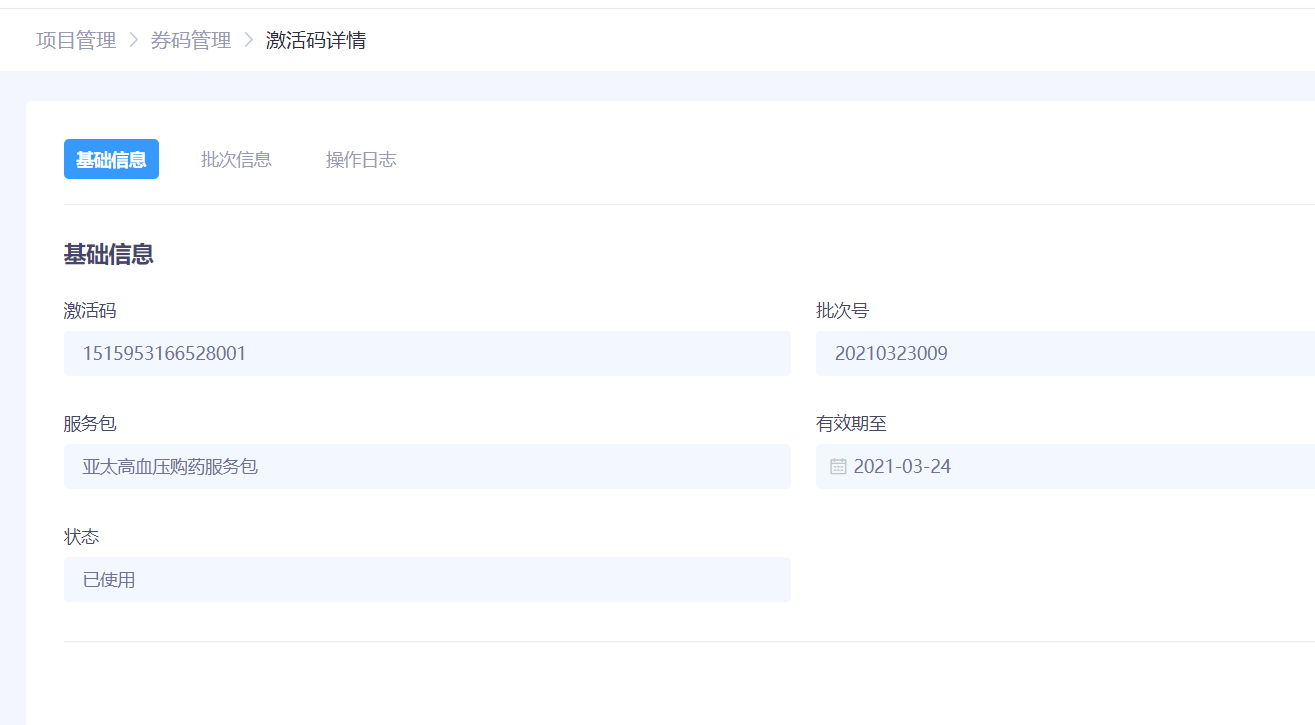 项目管理 > 券码管理 > 激活码详情
基础信息 批次信息 操作日志
基础信息
激活码 批次号
1515953166528001 20210323009
服务包 有效期至
亚太高血压购药服务包 2021-03-24
状态
已使用